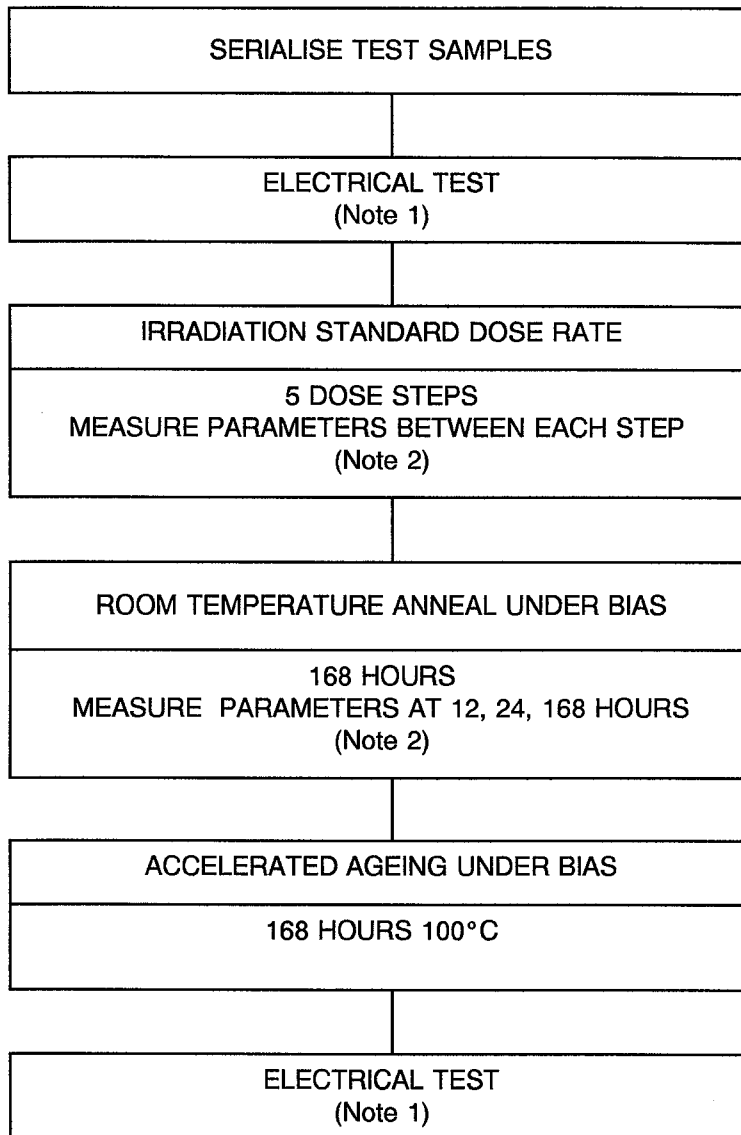 SERIALISE TEST SAMPLES
ELECTRICAL TEST
(Note 1)
IRRADIATION STANDARD DOSE RATE
5 DOSE STEPS
MEASURE PARAMETERS BETWEEN EACH STEP
(Note 2)
ROOM TEMPERATURE ANNEAL UNDER BIAS
168 HOURS
MEASURE PARAMETERS AT 12, 24, 168 HOURS
(Note 2)
ACCELERATED AGEING UNDER BIAS
168 HOURS 100°C
ELECTRICAL TEST
(Note 1)